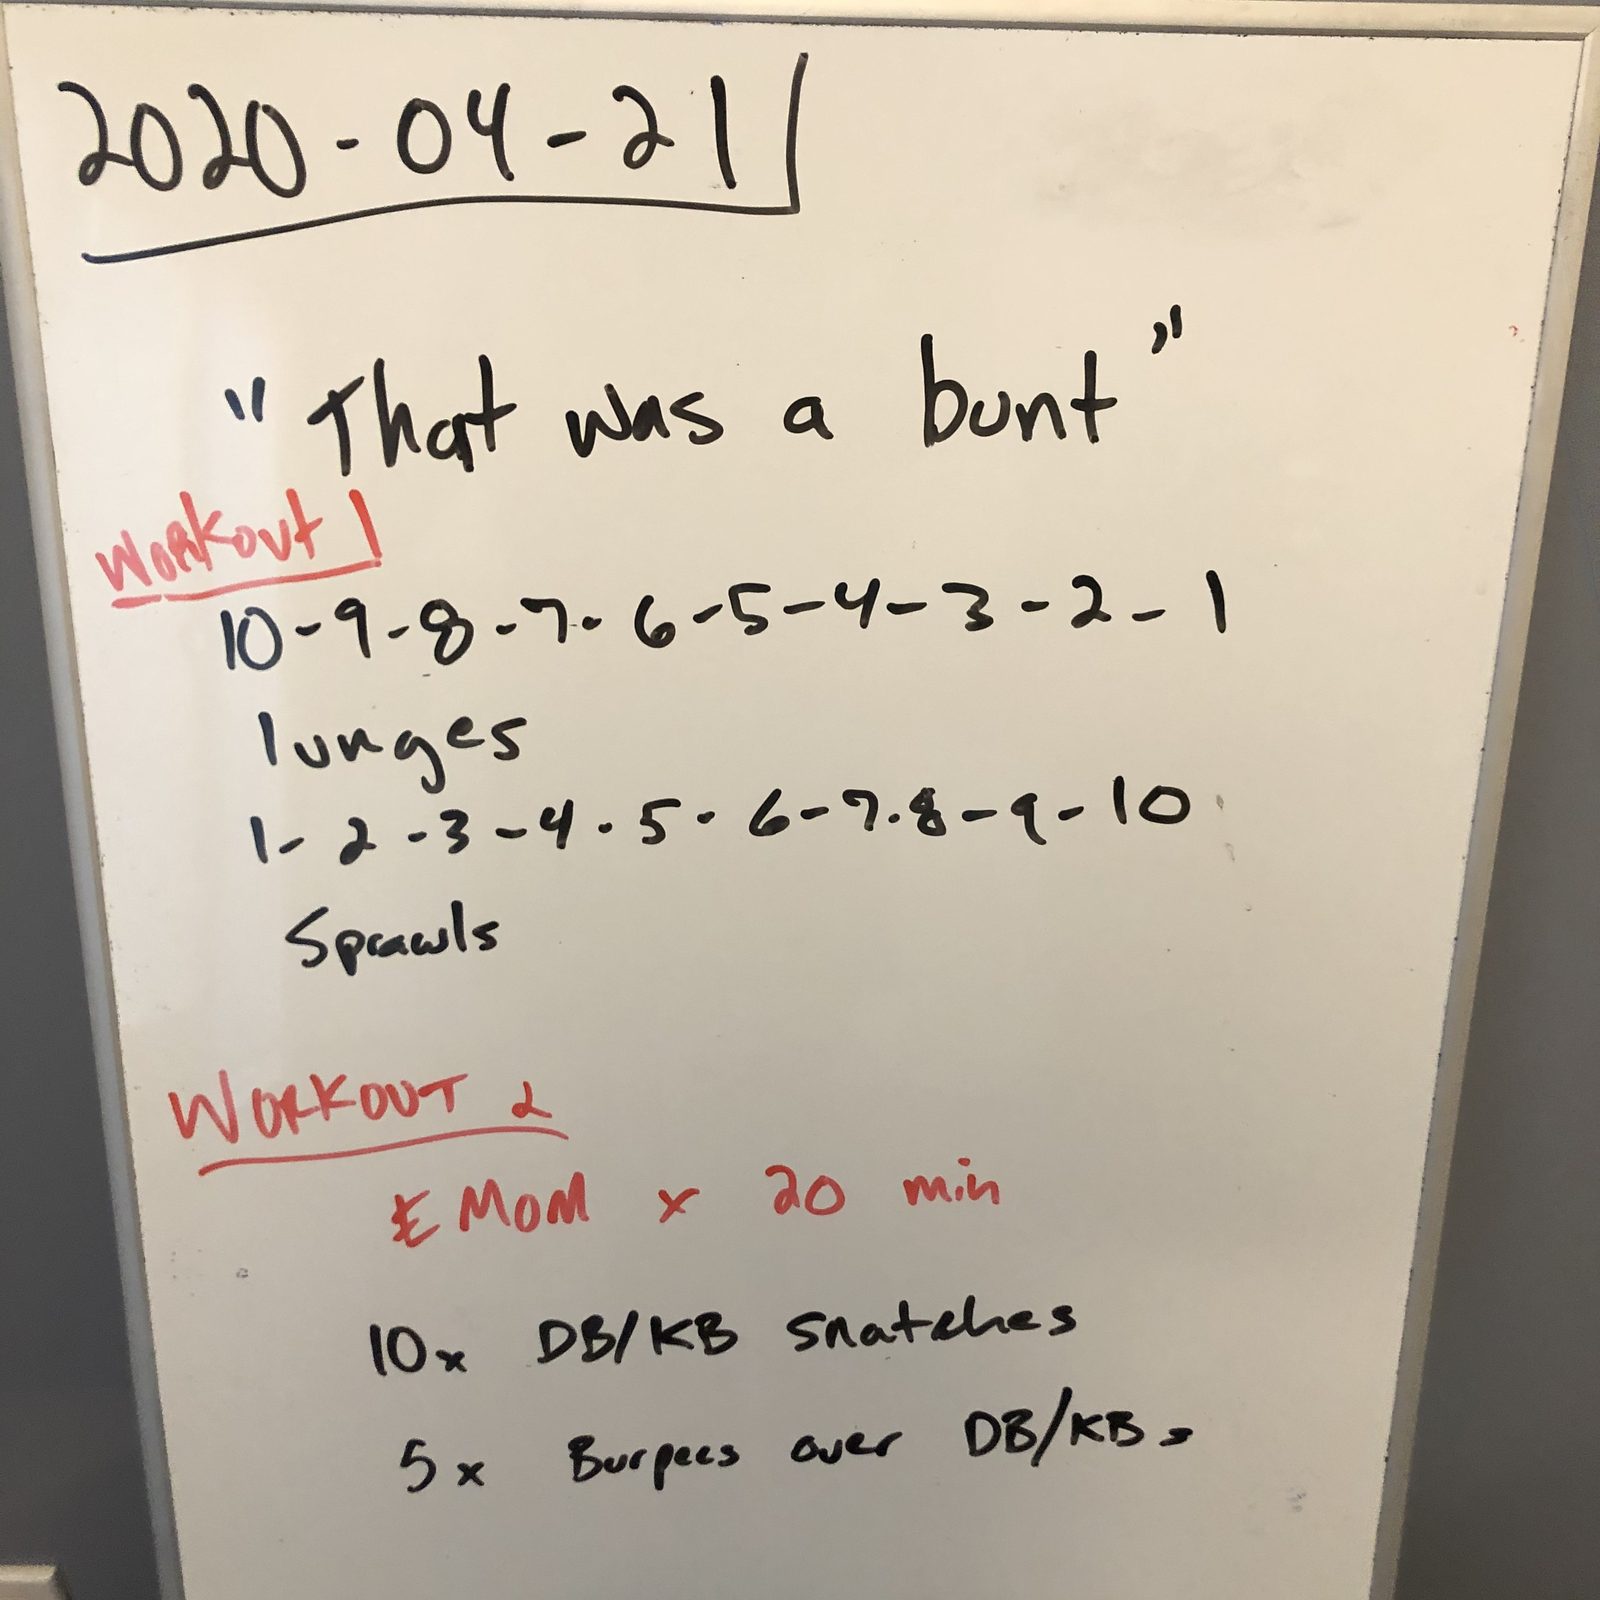 2020-04-21
"That was a bunt"
Workout 1
10-9-8-7-6-5-4-3-2-1
lunges
1-2-3-4-5-6-7-8-9-10
Sprawls
WORKOUT 2
EMOM x 20 min
10x DB/KB snatches
5x Burpees over DB/KBs